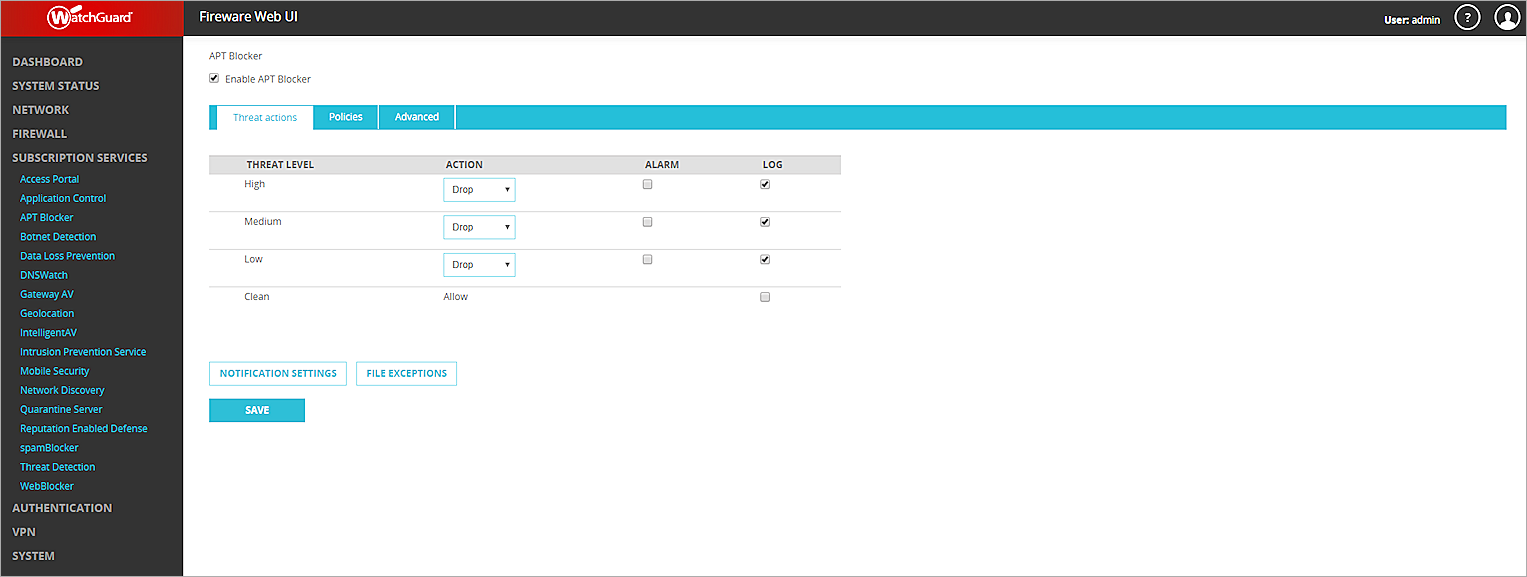 WatchGuard
Fireware Web UI
User: admin
?
DASHBOARD
SYSTEM STATUS
NETWORK
FIREWALL
SUBSCRIPTION SERVICES
Access Portal
Application Control
APT Blocker
Botnet Detection
Data Loss Prevention
DNSWatch
Gateway AV
Geolocation
IntelligentAV
Intrusion Prevention Service
Mobile Security
Network Discovery
Quarantine Server
Reputation Enabled Defense
spamBlocker
Threat Detection
WebBlocker
AUTHENTICATION
VPN
SYSTEM
APT Blocker
Enable APT Blocker
Threat actions Policies Advanced
THREAT LEVEL ACTION ALARM LOG
High Drop
Medium Drop
Low Drop
Clean Allow
NOTIFICATION SETTINGS FILE EXCEPTIONS
SAVE